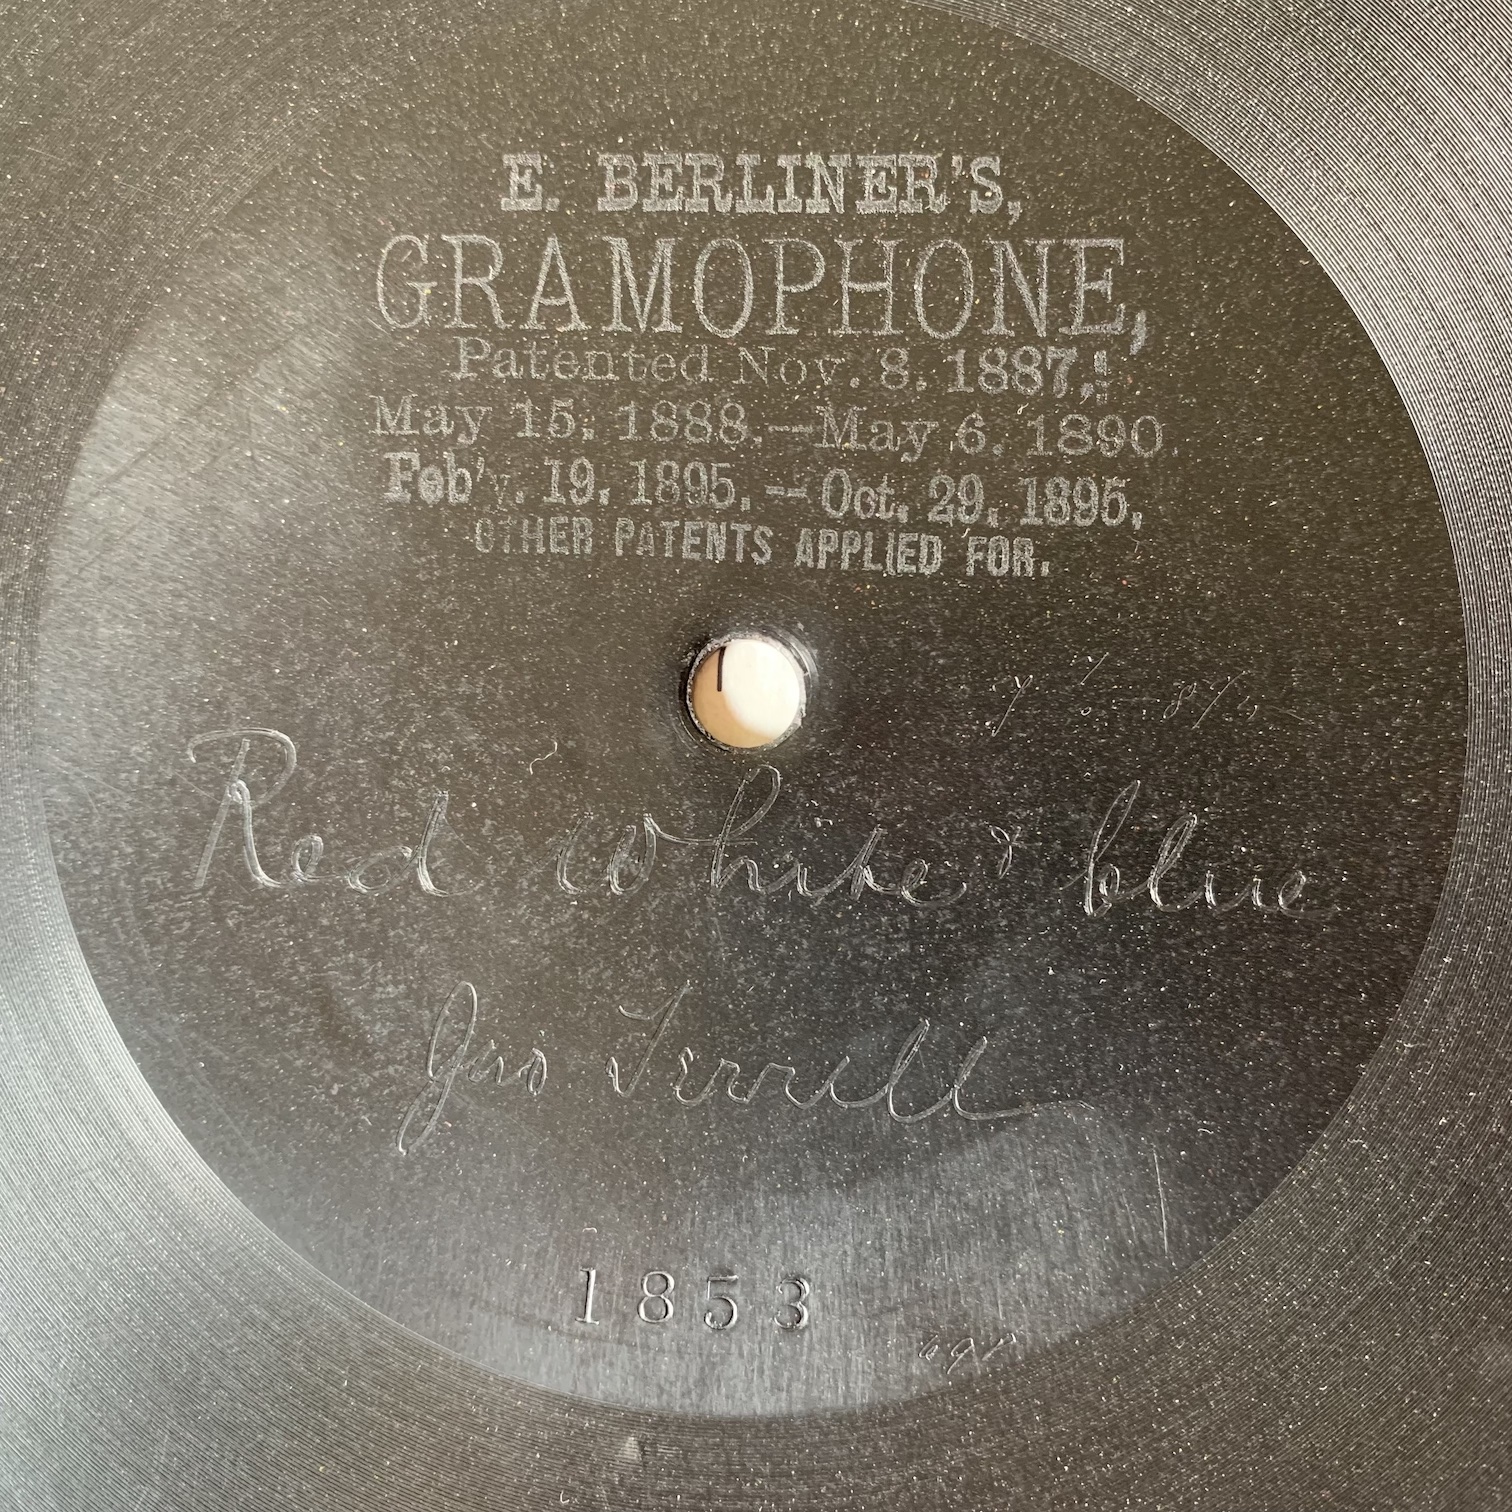 E. BERLINER'S,
GRAMOPHONE,
Patented Nov. 8. 1887,
May 15, 1888.—May 6. 1890.
Feb'y. 19, 1895. — Oct. 29, 1895,
OTHER PATENTS APPLIED FOR.
Red White & blue
Jno Terrell
1853